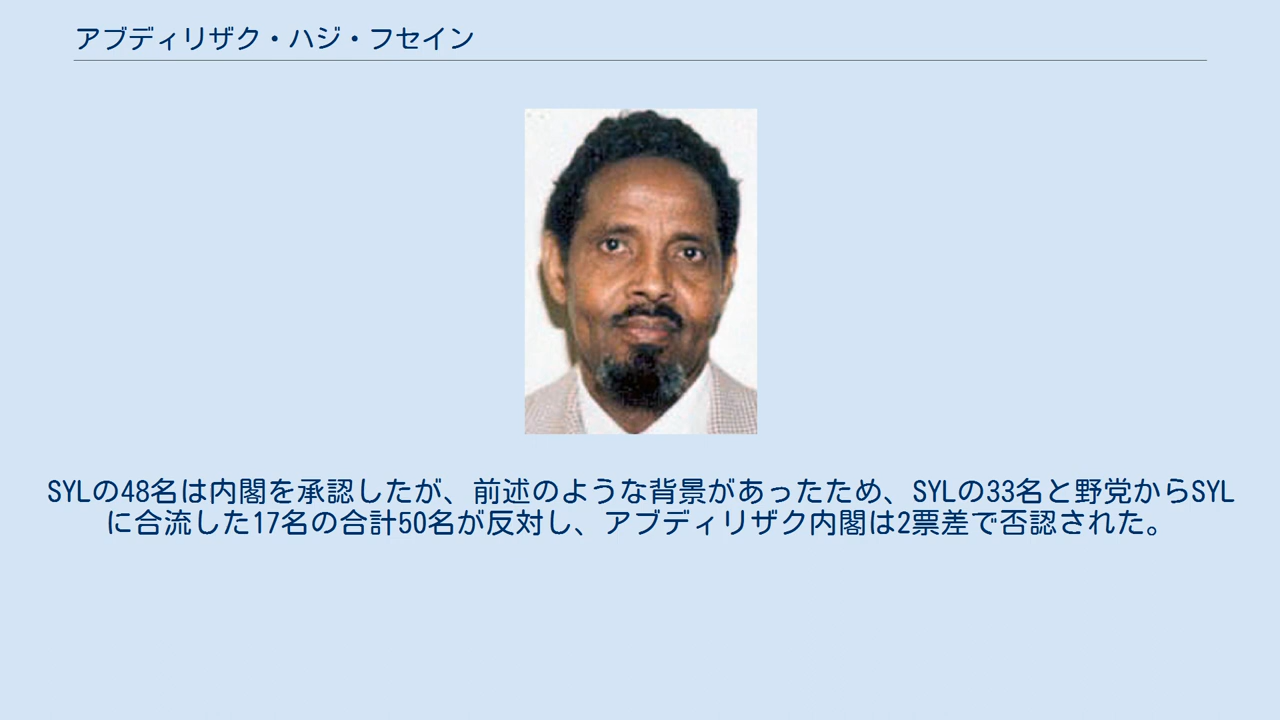 アブディリザク・ハジ・フセイン
SYLの48名は内閣を承認したが、前述のような背景があったため、SYLの33名と野党からSYL
に合流した17名の合計50名が反対し、アブディリザク内閣は2票差で否認された。